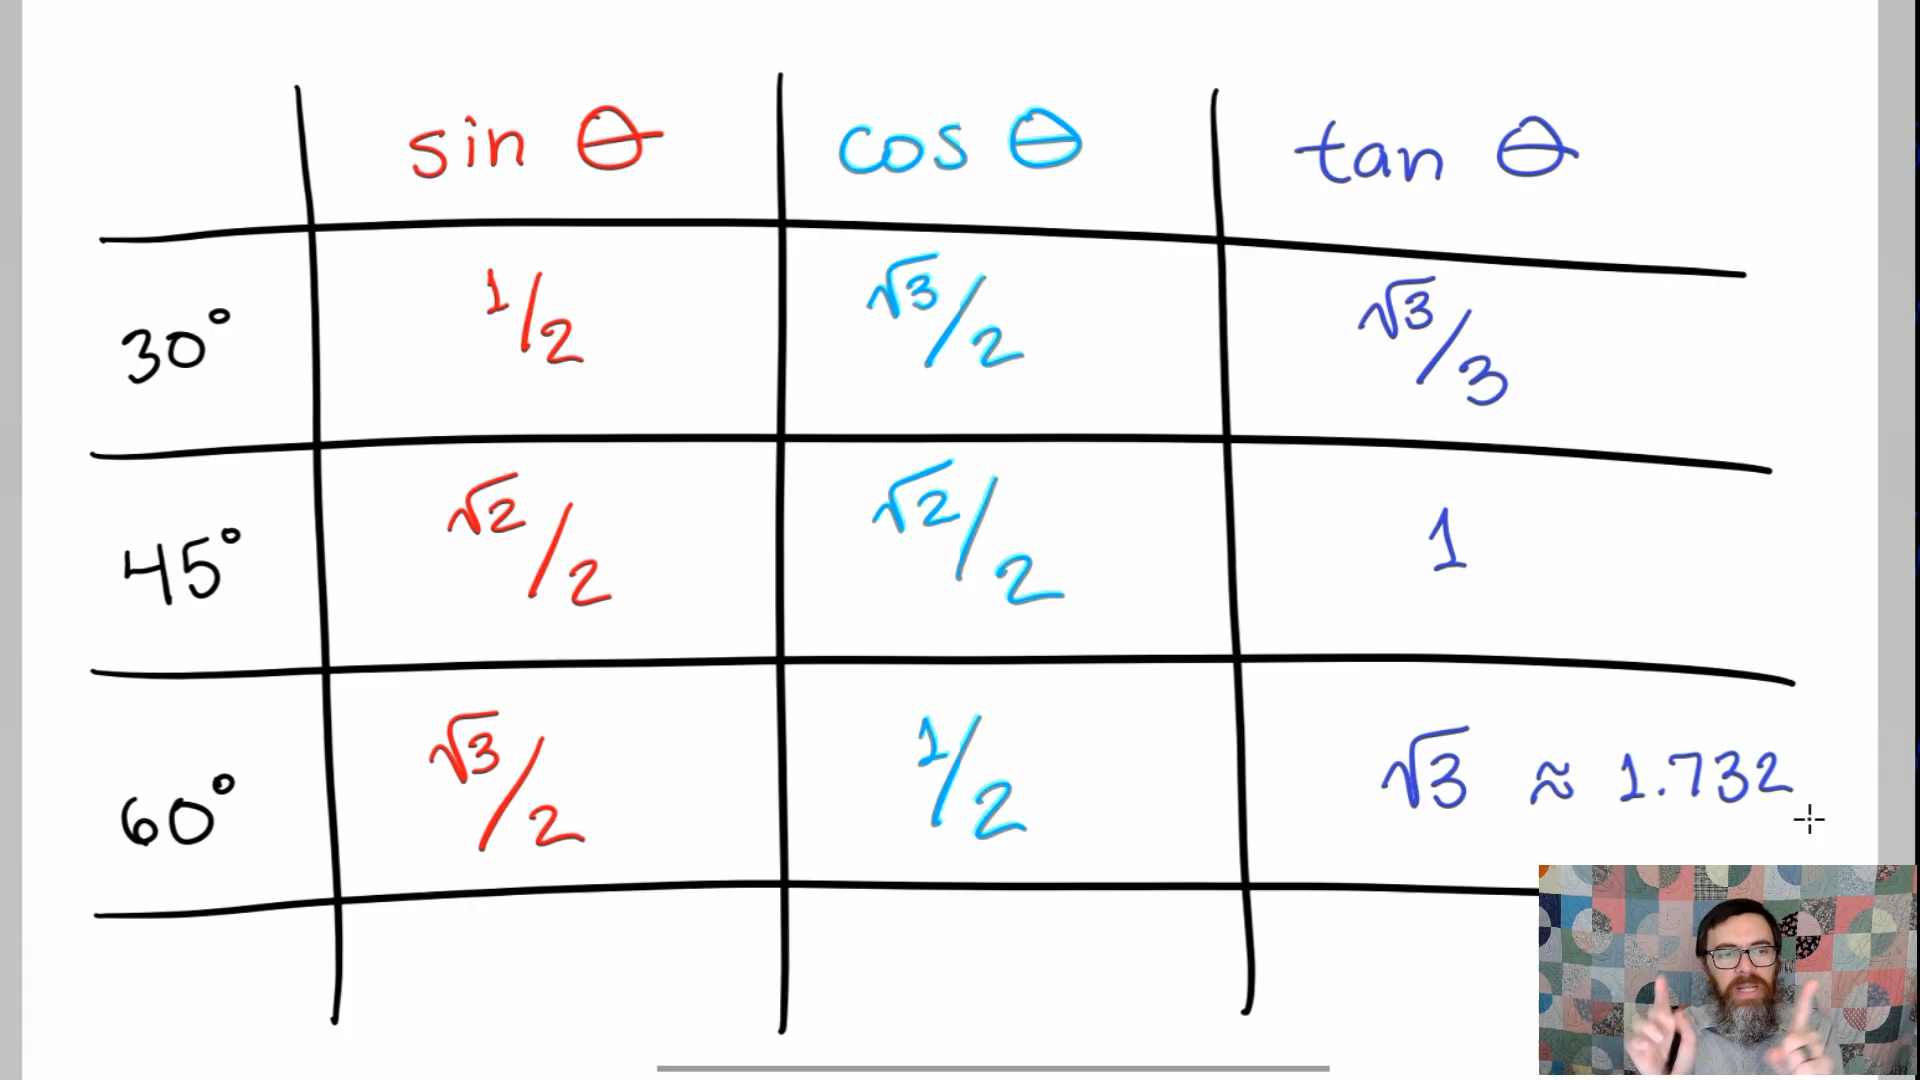 sin θ cos θ tan θ
30° 1/2 √3/2 √3/3
45° √2/2 √2/2 1
60° √3/2 1/2 √3 ≈ 1.732